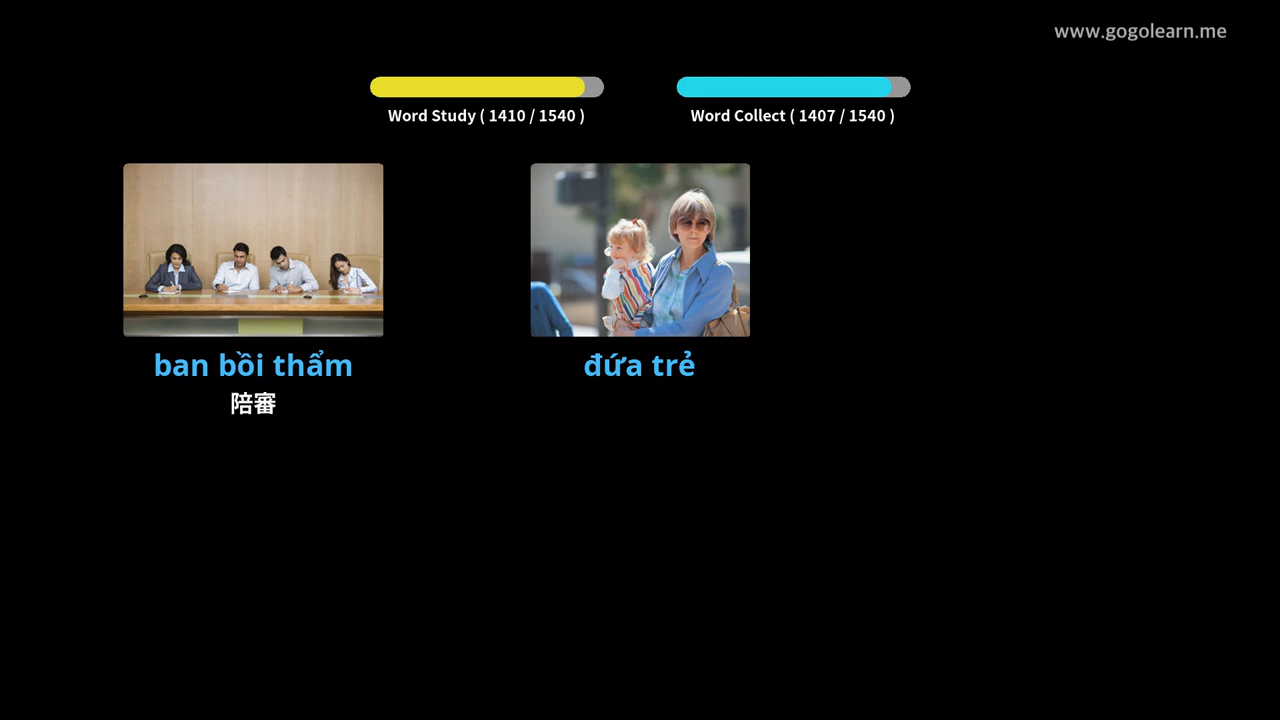 www.gogolearn.me
Word Study ( 1410 / 1540 )
Word Collect ( 1407 / 1540 )
ban bồi thẩm
陪審
đứa trẻ